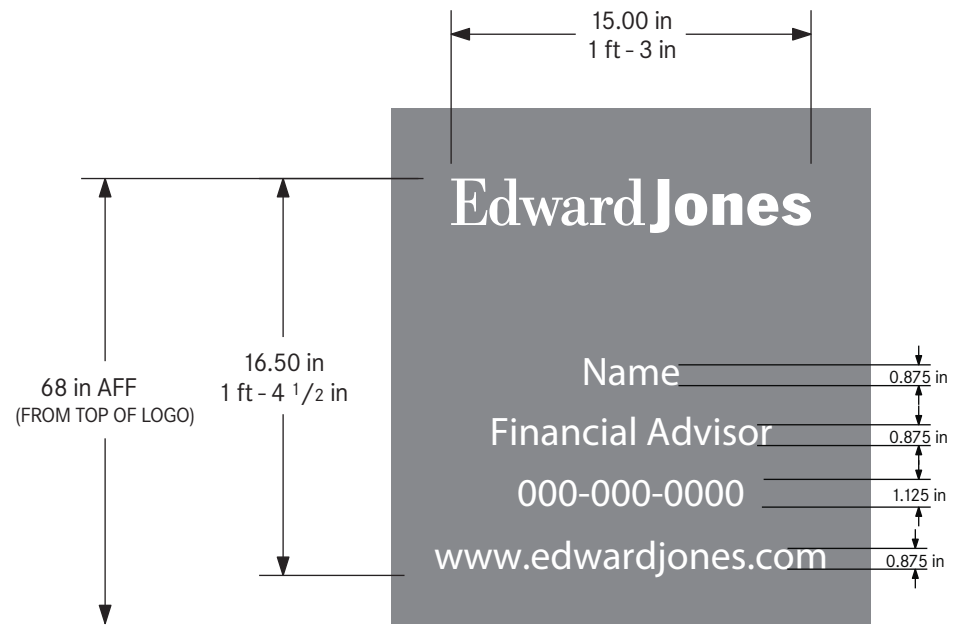 15.00 in
1 ft - 3 in
EdwardJones
16.50 in
1 ft - 4 1/2 in
68 in AFF
(FROM TOP OF LOGO)
Name
0.875 in
Financial Advisor
0.875 in
000-000-0000
1.125 in
www.edwardjones.com
0.875 in